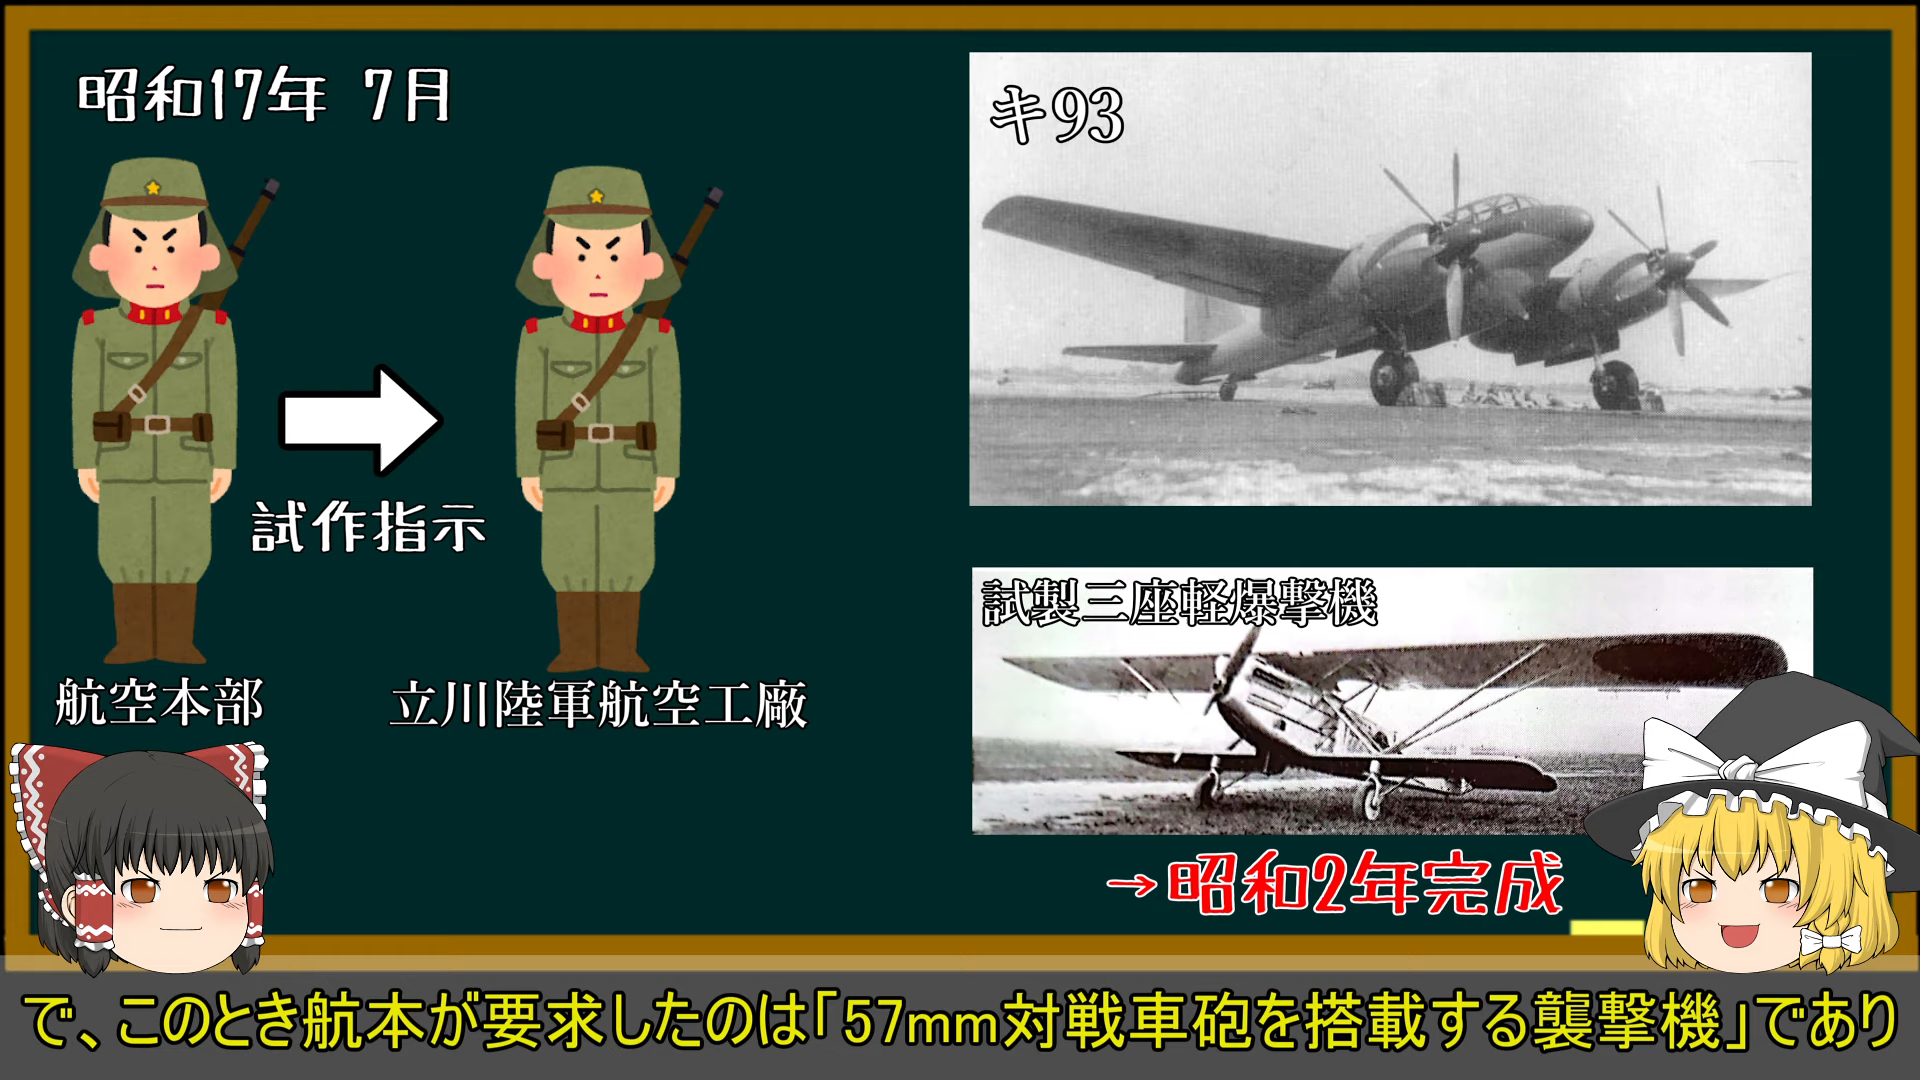 昭和17年 7月
試作指示
航空本部
立川陸軍航空工廠
キ93
試製三座軽爆撃機
→昭和2年完成
で、このとき航本が要求したのは「57mm対戦車砲を搭載する襲撃機」であり